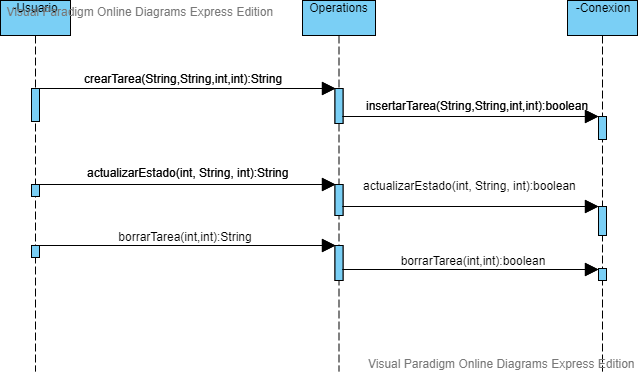 -Usuario
Visual Paradigm Online Diagrams Express Edition
Operations
-Conexion
crearTarea(String,String,int,int):String
insertarTarea(String,String,int,int):boolean
actualizarEstado(int, String, int):String
actualizarEstado(int, String, int):boolean
borrarTarea(int,int):String
borrarTarea(int,int):boolean
Visual Paradigm Online Diagrams Express Edition